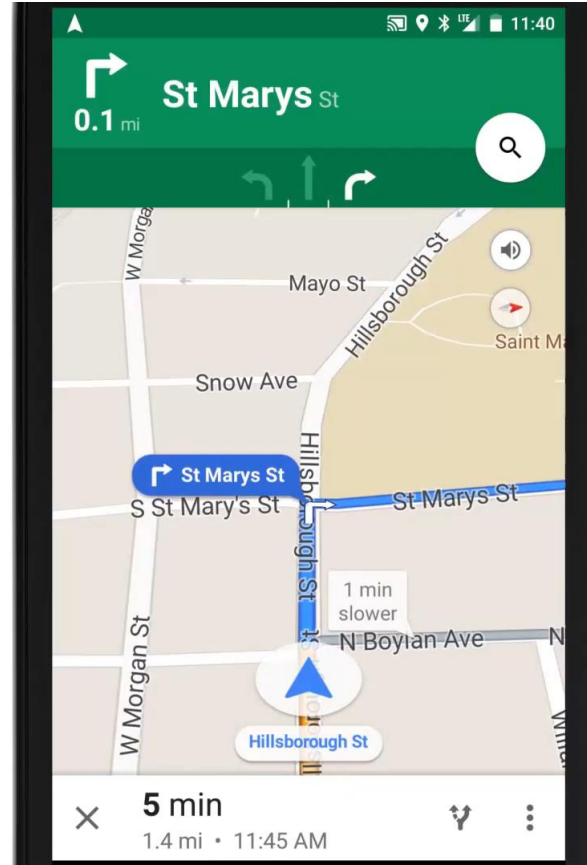 LTE 11:40
St Marys St
0.1 mi
W Morga
Mayo St
Hillsborough St
Saint Ma
Snow Ave
Hillsborough St
St Marys St
S St Mary's St
St Marys St
1 min
slower
N Boylan Ave
N
W Morgan St
Hillsborough St
5 min
1.4 mi • 11:45 AM